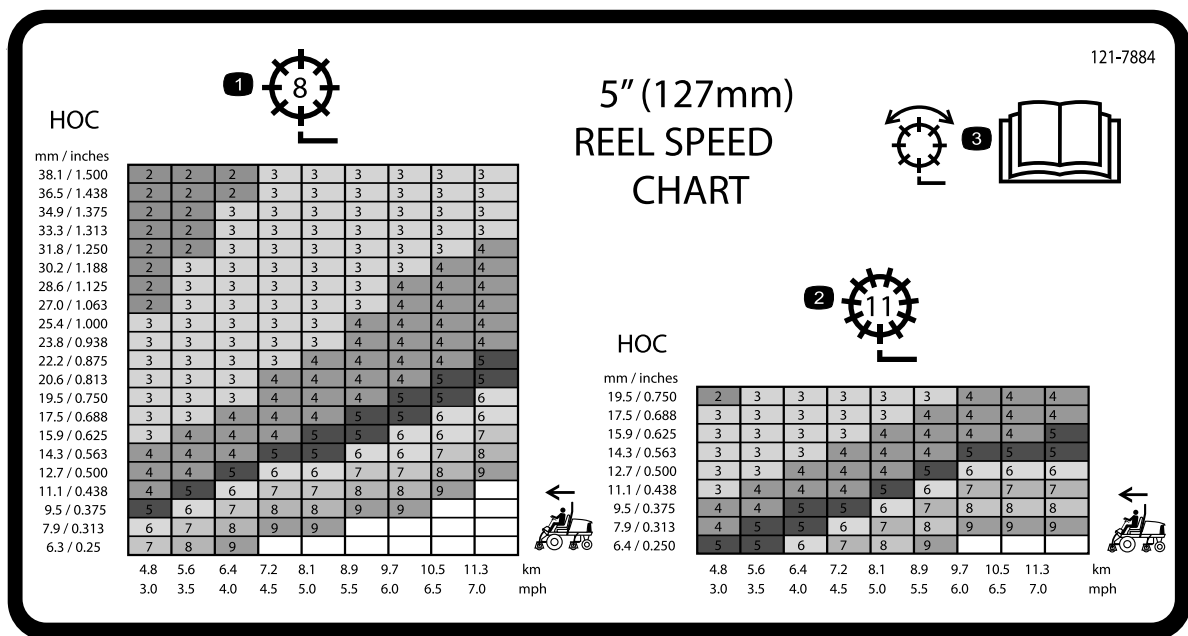 121-7884
5" (127mm)
REEL SPEED
CHART
3
1
8
HOC
mm / inches
38.1 / 1.500 2 2 2 3 3 3 3 3 3
36.5 / 1.438 2 2 2 3 3 3 3 3 3
34.9 / 1.375 2 2 3 3 3 3 3 3 3
33.3 / 1.313 2 2 3 3 3 3 3 3 3
31.8 / 1.250 2 2 3 3 3 3 3 3 4
30.2 / 1.188 2 3 3 3 3 3 3 4 4
28.6 / 1.125 2 3 3 3 3 3 4 4 4
27.0 / 1.063 2 3 3 3 3 3 4 4 4
25.4 / 1.000 3 3 3 3 3 4 4 4 4
23.8 / 0.938 3 3 3 3 3 4 4 4 4
22.2 / 0.875 3 3 3 3 4 4 4 4 5
20.6 / 0.813 3 3 3 4 4 4 4 5 5
19.5 / 0.750 3 3 3 4 4 4 5 5 6
17.5 / 0.688 3 3 4 4 4 5 5 6 6
15.9 / 0.625 3 4 4 4 5 5 6 6 7
14.3 / 0.563 4 4 4 5 5 6 6 7 8
12.7 / 0.500 4 4 5 6 6 7 7 8 9
11.1 / 0.438 4 5 6 7 7 8 8 9
9.5 / 0.375 5 6 7 8 8 9 9
7.9 / 0.313 6 7 8 9 9
6.3 / 0.25 7 8 9
4.8 5.6 6.4 7.2 8.1 8.9 9.7 10.5 11.3 km
3.0 3.5 4.0 4.5 5.0 5.5 6.0 6.5 7.0 mph
2
11
HOC
mm / inches
19.5 / 0.750 2 3 3 3 3 3 4 4 4
17.5 / 0.688 3 3 3 3 3 4 4 4 4
15.9 / 0.625 3 3 3 3 4 4 4 4 5
14.3 / 0.563 3 3 3 4 4 4 5 5 5
12.7 / 0.500 3 3 4 4 4 5 6 6 6
11.1 / 0.438 3 4 4 4 5 6 7 7 7
9.5 / 0.375 4 4 5 5 6 7 8 8 8
7.9 / 0.313 4 5 5 6 7 8 9 9 9
6.4 / 0.250 5 5 6 7 8 9
4.8 5.6 6.4 7.2 8.1 8.9 9.7 10.5 11.3 km
3.0 3.5 4.0 4.5 5.0 5.5 6.0 6.5 7.0 mph